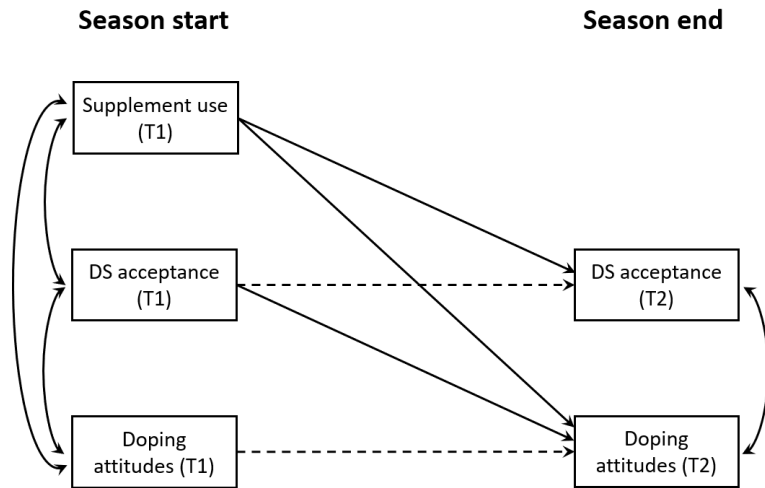 Season start
Season end
Supplement use
(T1)
DS acceptance
(T1)
DS acceptance
(T2)
Doping
attitudes (T1)
Doping
attitudes (T2)